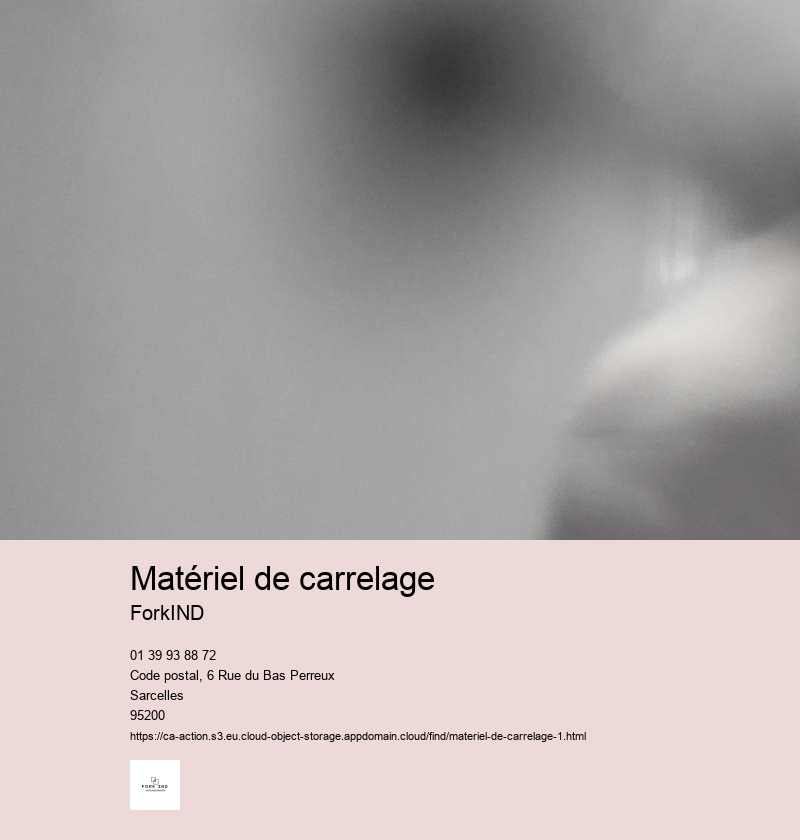 Matériel de carrelage
ForkIND
01 39 93 88 72
Code postal, 6 Rue du Bas Perreux
Sarcelles
95200
https://ca-action.s3.eu.cloud-object-storage.appdomain.cloud/find/materiel-de-carrelage-1.html
FORK IND